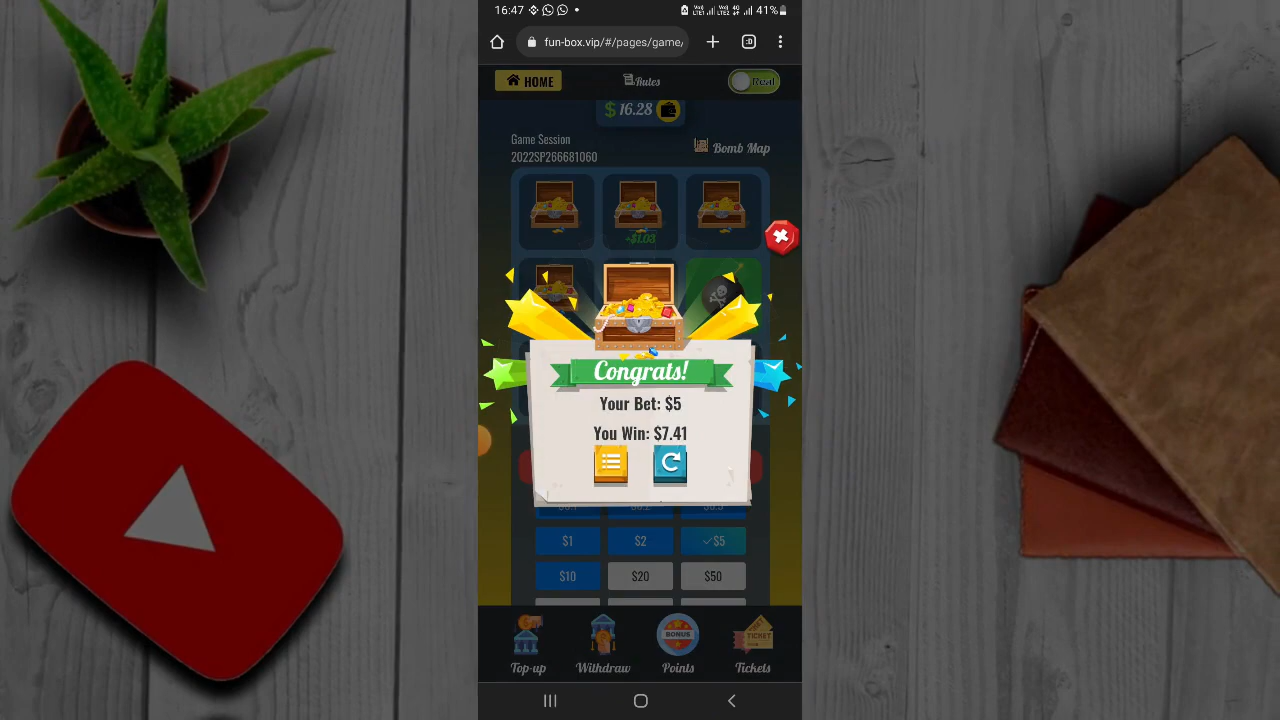 16:47
41%
fun-box.vip/#/pages/game/
:D
HOME
Rules
Real
$ 16.28
Game Session
2022SP266681060
Bomb Map
+$1.03
Congrats!
Your Bet: $5
You Win: $7.41
$1
$2
$5
$10
$20
$50
BONUS
TICKET
Top-up
Withdraw
Points
Tickets